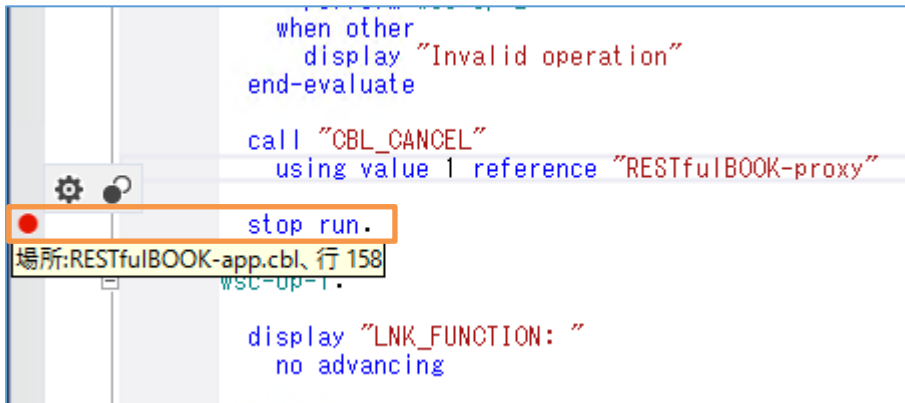 when other
display "Invalid operation"
end-evaluate
call "CBL_CANCEL"
using value 1 reference "RESTfulBOOK-proxy"
stop run.
場所:RESTfulBOOK-app.cbl、行 158
wsc-op-1.
display "LNK_FUNCTION: "
no advancing